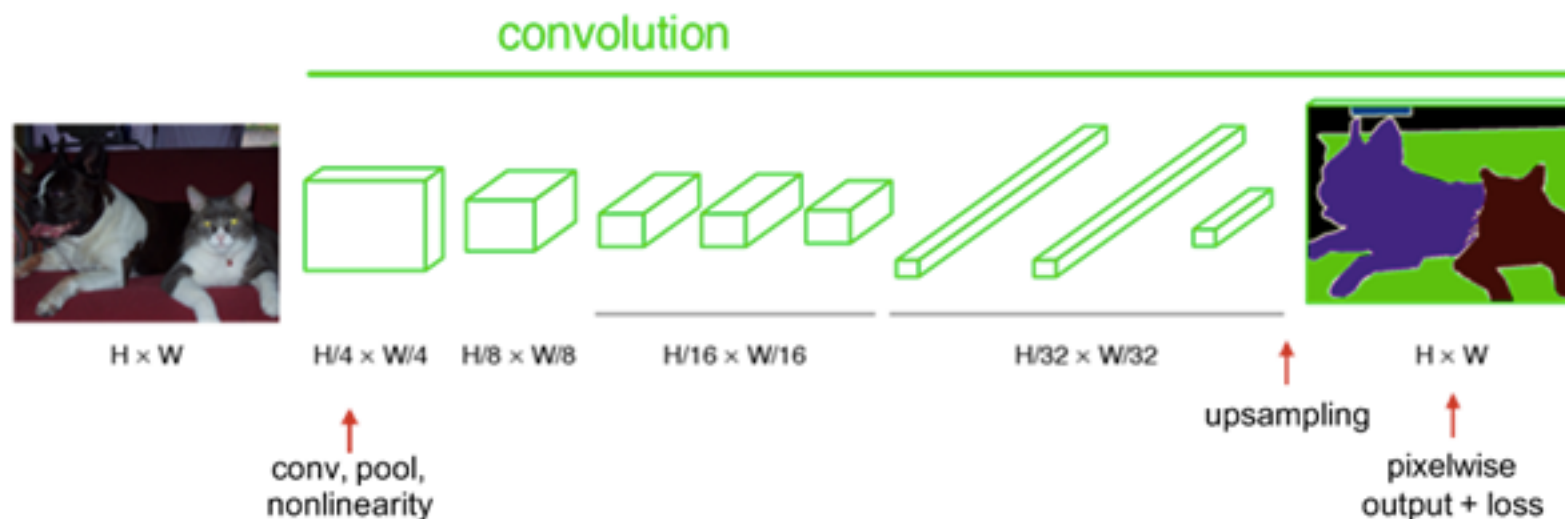 convolution
H × W
H/4 × W/4
H/8 × W/8
H/16 × W/16
H/32 × W/32
H × W
conv, pool,
nonlinearity
upsampling
pixelwise
output + loss